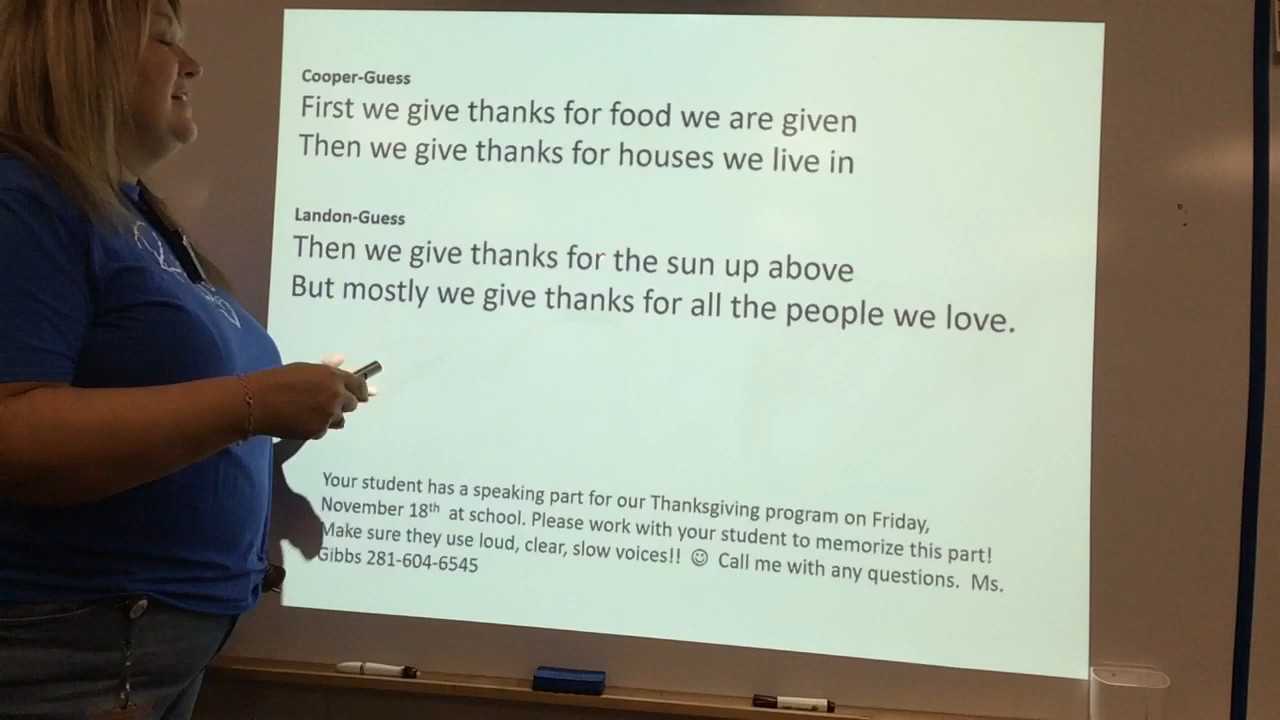 Cooper-Guess
First we give thanks for food we are given
Then we give thanks for houses we live in
Landon-Guess
Then we give thanks for the sun up above
But mostly we give thanks for all the people we love.
Your student has a speaking part for our Thanksgiving program on Friday,
November 18th at school. Please work with your student to memorize this part!
Make sure they use loud, clear, slow voices!! ☺ Call me with any questions. Ms.
Gibbs 281-604-6545